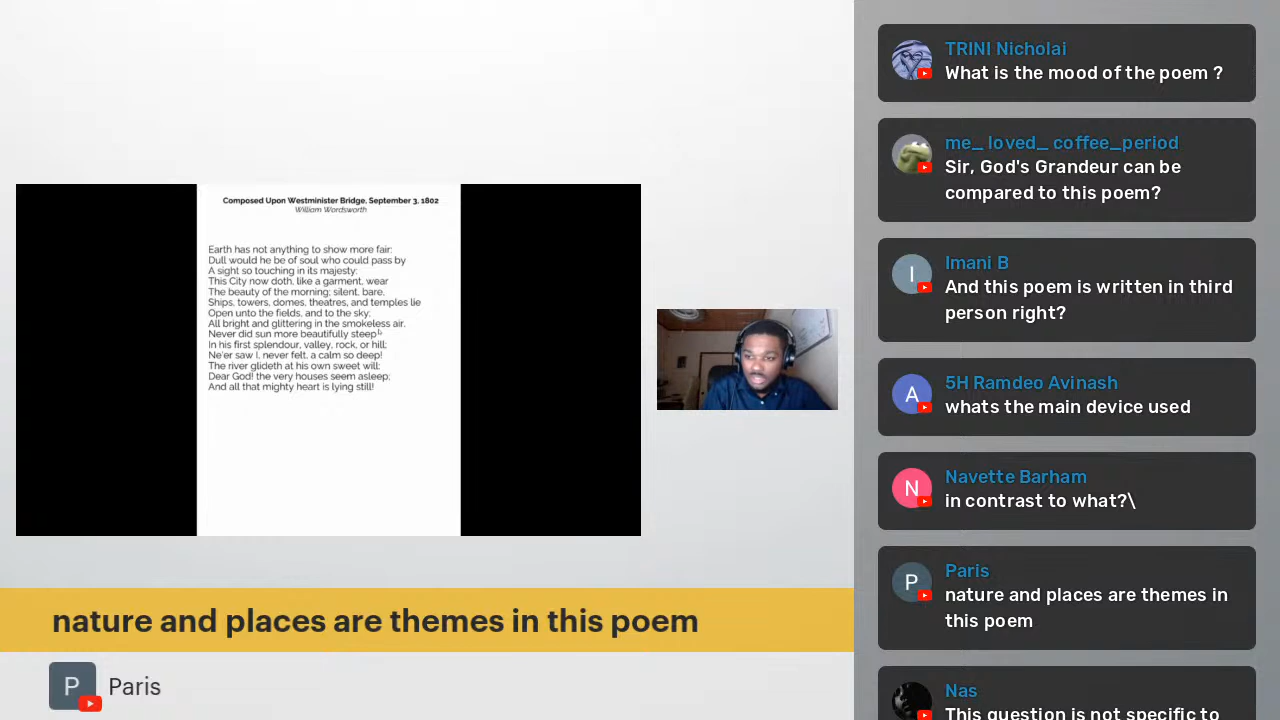 Composed Upon Westminister Bridge, September 3, 1802
William Wordsworth
Earth has not anything to show more fair:
Dull would he be of soul who could pass by
A sight so touching in its majesty:
This City now doth, like a garment, wear
The beauty of the morning; silent, bare,
Ships, towers, domes, theatres, and temples lie
Open unto the fields, and to the sky;
All bright and glittering in the smokeless air.
Never did sun more beautifully steep
In his first splendour, valley, rock, or hill;
Ne'er saw I, never felt, a calm so deep!
The river glideth at his own sweet will:
Dear God! the very houses seem asleep;
And all that mighty heart is lying still!
nature and places are themes in this poem
P
Paris
TRINI Nicholai
What is the mood of the poem ?
me_ loved_ coffee_period
Sir, God's Grandeur can be
compared to this poem?
I
Imani B
And this poem is written in third
person right?
A
5H Ramdeo Avinash
whats the main device used
N
Navette Barham
in contrast to what?\
P
Paris
nature and places are themes in
this poem
Nas
This question is not specific to